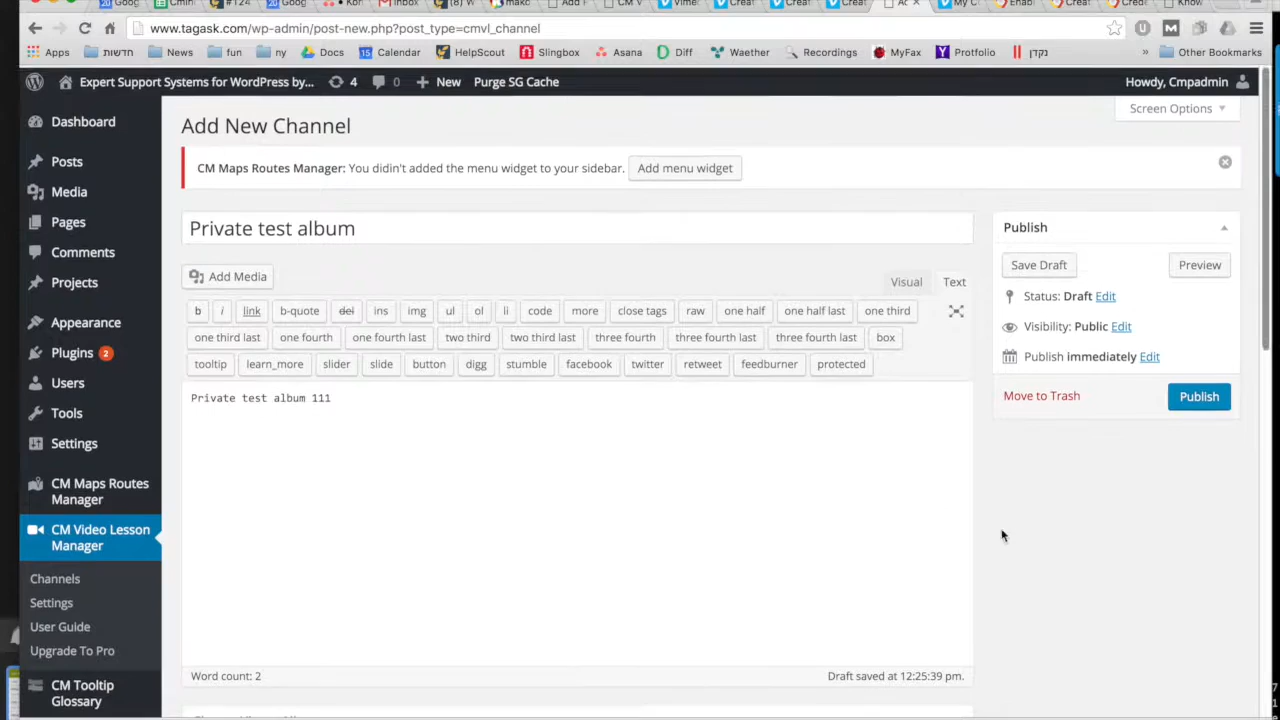 www.tagask.com/wp-admin/post-new.php?post_type=cmvl_channel
Apps חדשות News fun ny Docs Calendar HelpScout Slingbox Asana Diff Waether Recordings MyFax Protfolio נקדן » Other Bookmarks
Expert Support Systems for WordPress by... 4 0 New Purge SG Cache Howdy, Cmpadmin
Screen Options
Add New Channel
CM Maps Routes Manager: You didin't added the menu widget to your sidebar. Add menu widget
Dashboard
Posts
Media
Pages
Comments
Projects
Appearance
Plugins 2
Users
Tools
Settings
CM Maps Routes
Manager
CM Video Lesson
Manager
Channels
Settings
User Guide
Upgrade To Pro
CM Tooltip
Glossary
Private test album
Add Media
Visual Text
b i link b-quote del ins img ul ol li code more close tags raw one half one half last one third
one third last one fourth one fourth last two third two third last three fourth three fourth last three fourth last box
tooltip learn_more slider slide button digg stumble facebook twitter retweet feedburner protected
Private test album 111
Word count: 2 Draft saved at 12:25:39 pm.
Publish
Save Draft Preview
Status: Draft Edit
Visibility: Public Edit
Publish immediately Edit
Move to Trash Publish